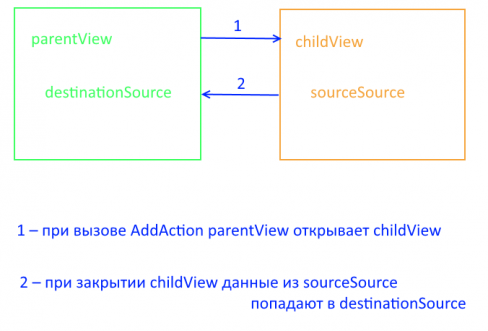 parentView
1
childView
destinationSource
2
sourceSource
1 – при вызове AddAction parentView открывает childView
2 – при закрытии childView данные из sourceSource
попадают в destinationSource